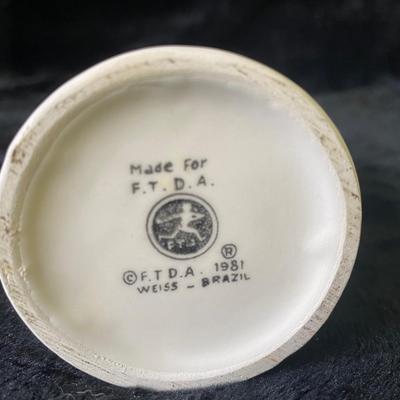 Made For
F.T.D.A.
FTD
®
© F.T.D.A. 1981
WEISS - BRAZIL